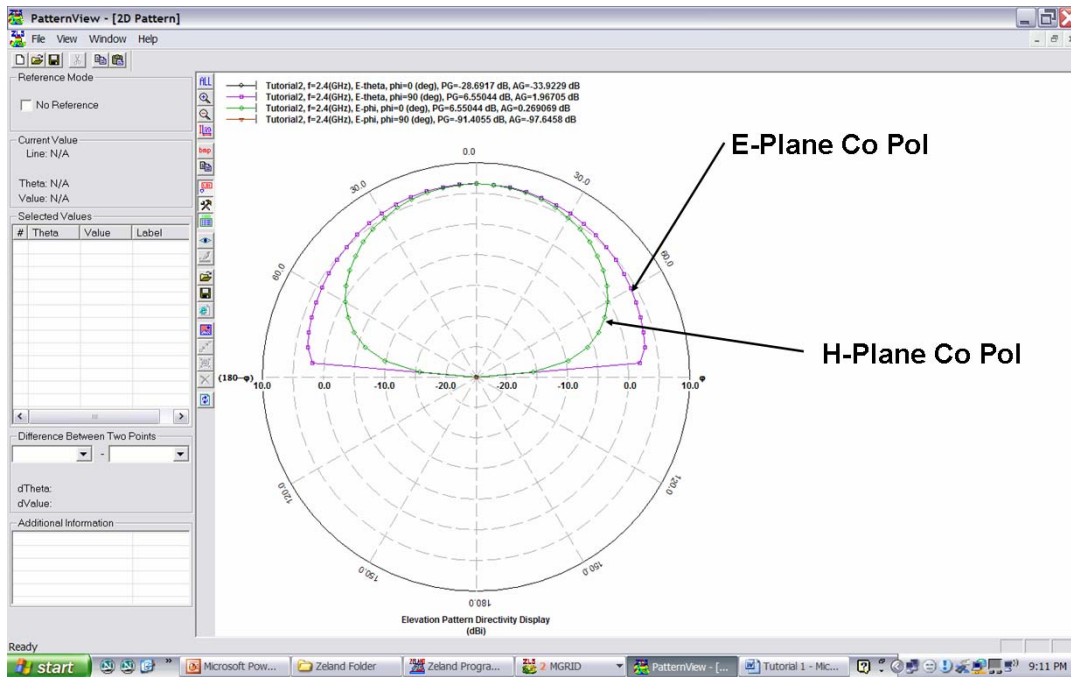 PatternView - [2D Pattern]
File View Window Help
Reference Mode
No Reference
Current Value
Line: N/A
Theta: N/A
Value: N/A
Selected Values
# Theta Value Label
Difference Between Two Points
-
dTheta:
dValue:
Additional Information
ALL
bmp
Tutorial2, f=2.4(GHz), E-theta, phi=0 (deg), PG=-28.6917 dB, AG=-33.9229 dB
Tutorial2, f=2.4(GHz), E-theta, phi=90 (deg), PG=6.55044 dB, AG=1.96705 dB
Tutorial2, f=2.4(GHz), E-phi, phi=0 (deg), PG=6.55044 dB, AG=0.269069 dB
Tutorial2, f=2.4(GHz), E-phi, phi=90 (deg), PG=-91.4055 dB, AG=-97.6458 dB
E-Plane Co Pol
0.0
30.0 30.0
60.0 60.0
H-Plane Co Pol
(180-φ) φ
10.0 0.0 -10.0 -20.0 -20.0 -10.0 0.0 10.0
120.0 120.0
150.0 150.0
180.0
Elevation Pattern Directivity Display
(dBi)
Ready
start
Microsoft Pow...
Zeland Folder
Zeland Progra...
2 MGRID
PatternView - [...
Tutorial 1 - Mic...
9:11 PM